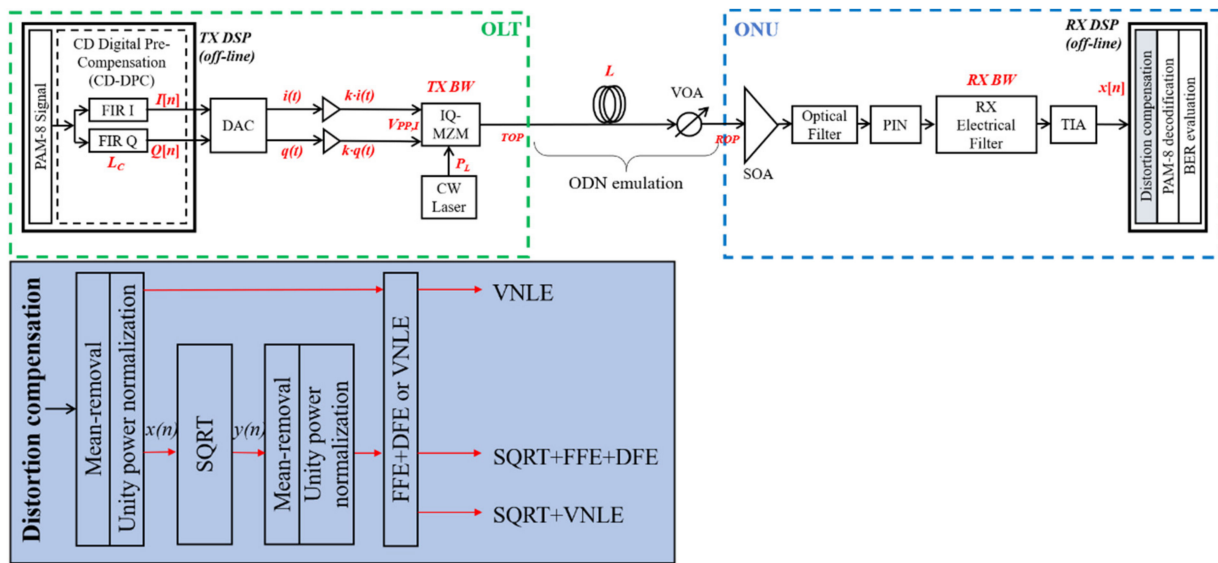 OLT
TX DSP
(off-line)
PAM-8 Signal
CD Digital Pre-
Compensation
(CD-DPC)
FIR I
FIR Q
L_C
I[n]
Q[n]
DAC
i(t)
q(t)
k·i(t)
k·q(t)
V_PP,I
TX BW
IQ-
MZM
P_L
CW
Laser
TOP
L
VOA
ROP
ODN emulation
ONU
SOA
Optical
Filter
PIN
RX BW
RX
Electrical
Filter
TIA
x[n]
RX DSP
(off-line)
Distortion compensation
PAM-8 decodification
BER evaluation
Distortion compensation
Mean-removal
Unity power normalization
x(n)
SQRT
y(n)
Mean-removal
Unity power
normalization
FFE+DFE or VNLE
VNLE
SQRT+FFE+DFE
SQRT+VNLE